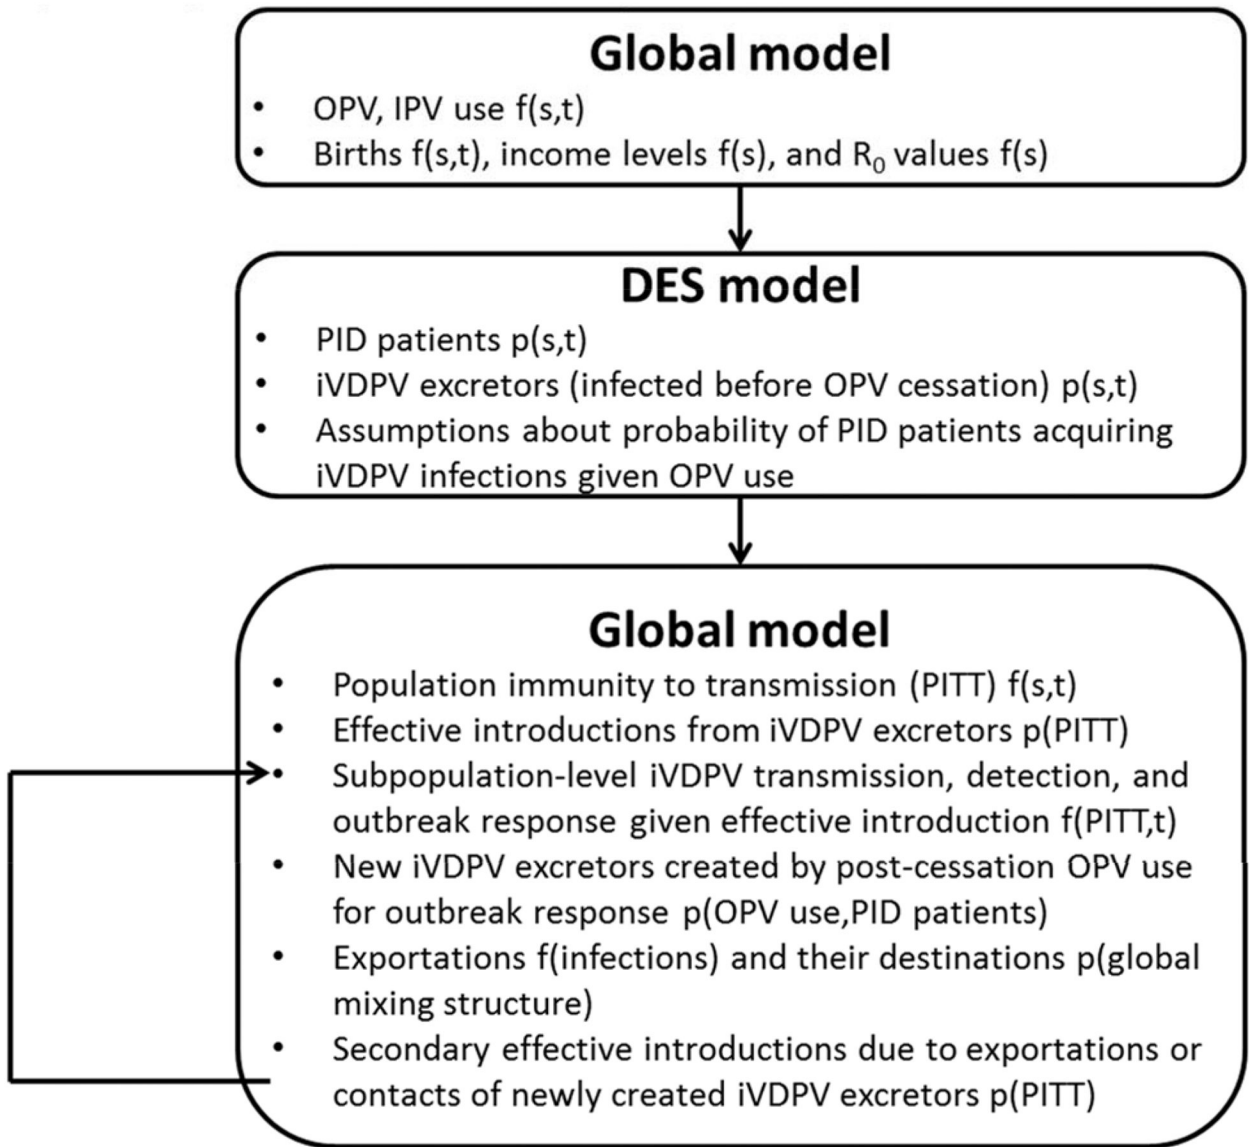 Global model
• OPV, IPV use f(s,t)
• Births f(s,t), income levels f(s), and R₀ values f(s)
DES model
• PID patients p(s,t)
• iVDPV excretors (infected before OPV cessation) p(s,t)
• Assumptions about probability of PID patients acquiring
iVDPV infections given OPV use
Global model
• Population immunity to transmission (PITT) f(s,t)
• Effective introductions from iVDPV excretors p(PITT)
• Subpopulation-level iVDPV transmission, detection, and
outbreak response given effective introduction f(PITT,t)
• New iVDPV excretors created by post-cessation OPV use
for outbreak response p(OPV use,PID patients)
• Exportations f(infections) and their destinations p(global
mixing structure)
• Secondary effective introductions due to exportations or
contacts of newly created iVDPV excretors p(PITT)